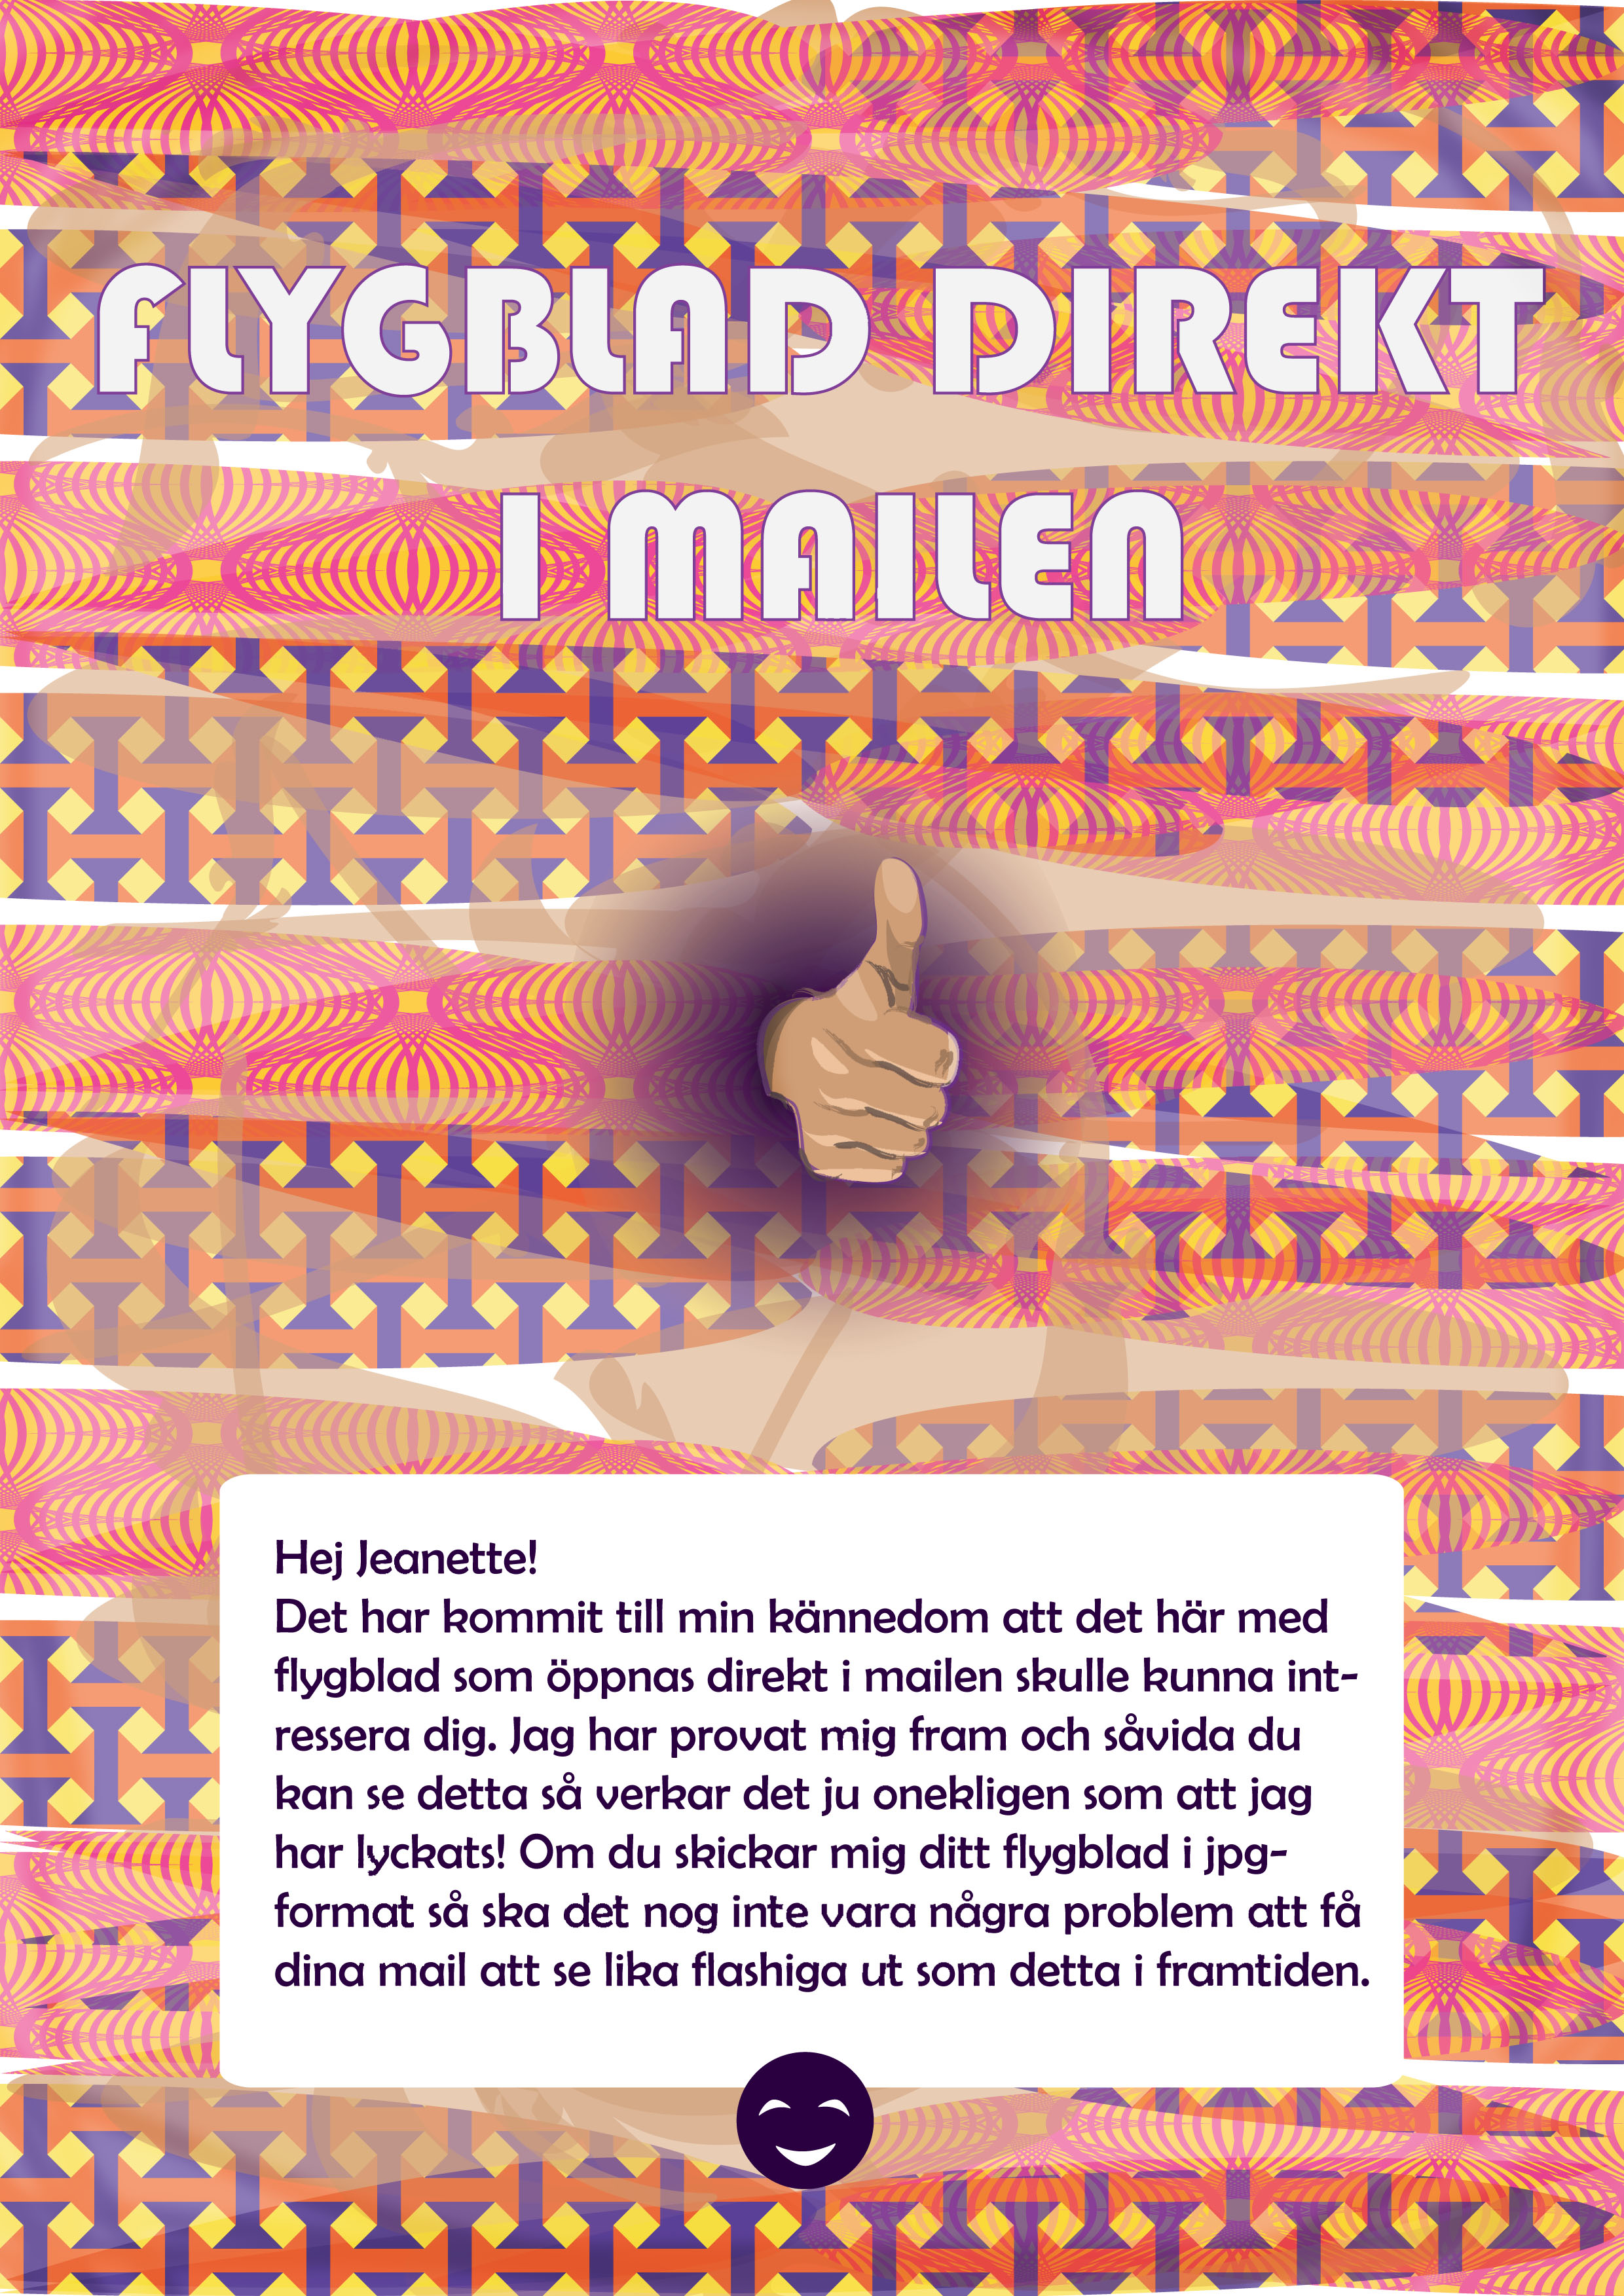 FLYGBLAD DIREKT
I MAILEN
Hej Jeanette!
Det har kommit till min kännedom att det här med
flygblad som öppnas direkt i mailen skulle kunna int-
ressera dig. Jag har provat mig fram och såvida du
kan se detta så verkar det ju onekligen som att jag
har lyckats! Om du skickar mig ditt flygblad i jpg-
format så ska det nog inte vara några problem att få
dina mail att se lika flashiga ut som detta i framtiden.